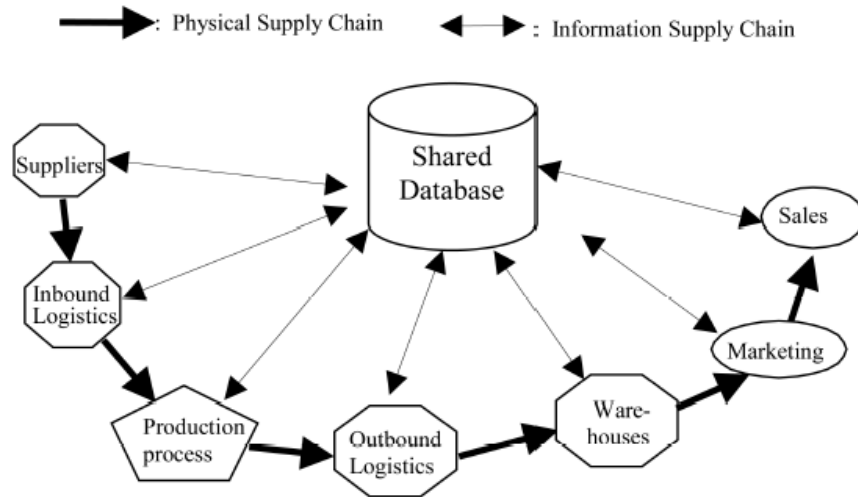 : Physical Supply Chain
: Information Supply Chain
Shared
Database
Suppliers
Sales
Inbound
Logistics
Marketing
Production
process
Outbound
Logistics
Ware-
houses